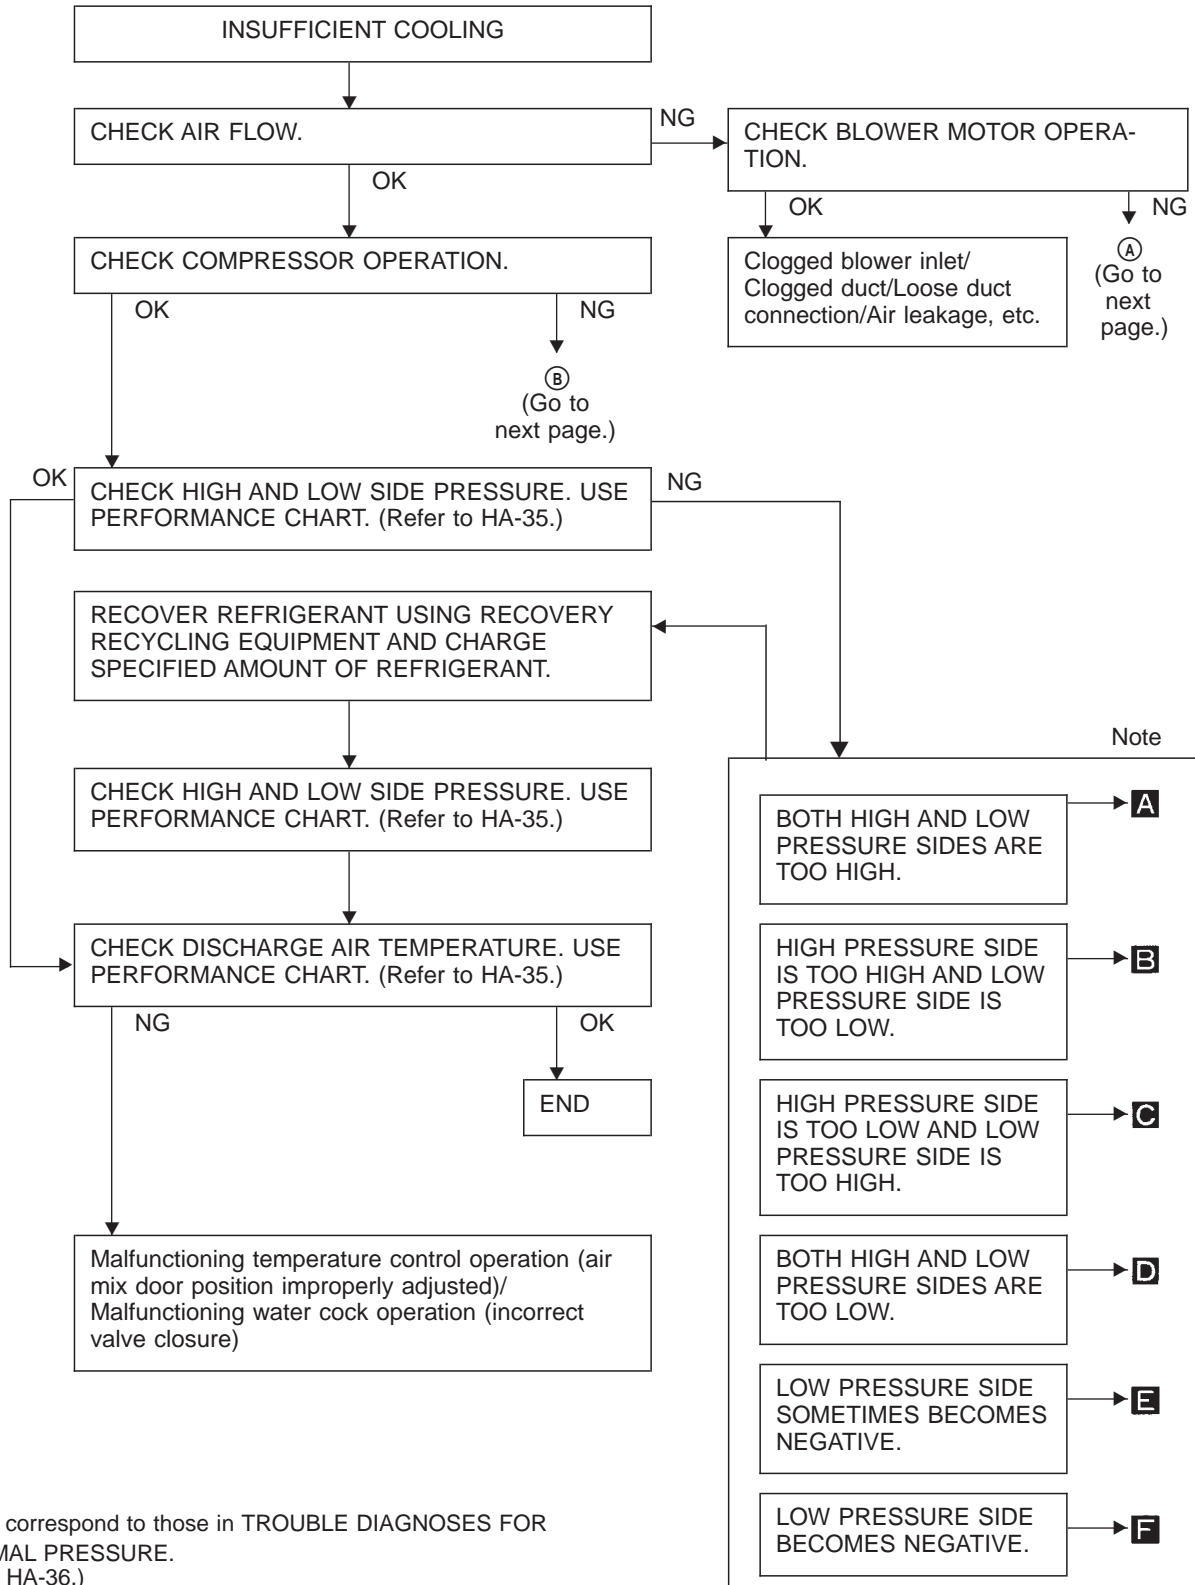 INSUFFICIENT COOLING
CHECK AIR FLOW.
NG
CHECK BLOWER MOTOR OPERA-
TION.
OK
OK
NG
CHECK COMPRESSOR OPERATION.
Clogged blower inlet/
Clogged duct/Loose duct
connection/Air leakage, etc.
A
(Go to
next
page.)
OK
NG
B
(Go to
next page.)
OK
CHECK HIGH AND LOW SIDE PRESSURE. USE
PERFORMANCE CHART. (Refer to HA-35.)
NG
RECOVER REFRIGERANT USING RECOVERY
RECYCLING EQUIPMENT AND CHARGE
SPECIFIED AMOUNT OF REFRIGERANT.
CHECK HIGH AND LOW SIDE PRESSURE. USE
PERFORMANCE CHART. (Refer to HA-35.)
CHECK DISCHARGE AIR TEMPERATURE. USE
PERFORMANCE CHART. (Refer to HA-35.)
NG
OK
END
Malfunctioning temperature control operation (air
mix door position improperly adjusted)/
Malfunctioning water cock operation (incorrect
valve closure)
Note
BOTH HIGH AND LOW
PRESSURE SIDES ARE
TOO HIGH.
A
HIGH PRESSURE SIDE
IS TOO HIGH AND LOW
PRESSURE SIDE IS
TOO LOW.
B
HIGH PRESSURE SIDE
IS TOO LOW AND LOW
PRESSURE SIDE IS
TOO HIGH.
C
BOTH HIGH AND LOW
PRESSURE SIDES ARE
TOO LOW.
D
LOW PRESSURE SIDE
SOMETIMES BECOMES
NEGATIVE.
E
LOW PRESSURE SIDE
BECOMES NEGATIVE.
F
correspond to those in TROUBLE DIAGNOSES FOR
MAL PRESSURE.
HA-36.)